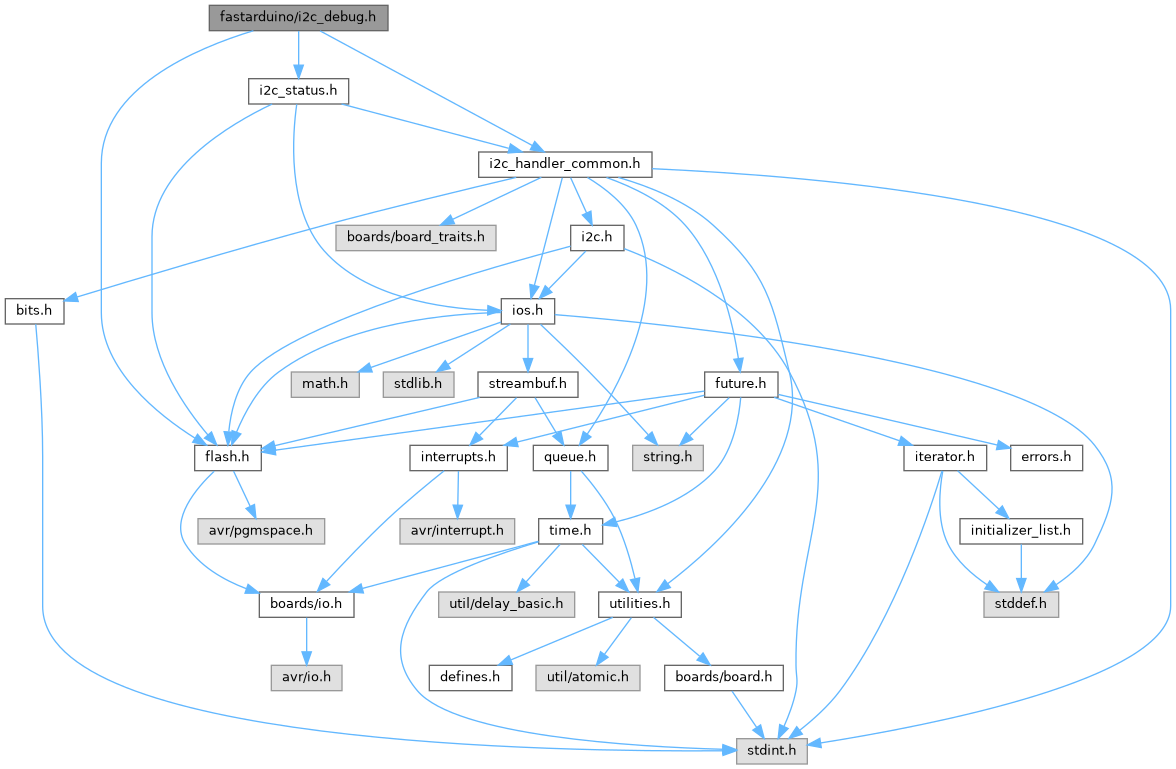 fastarduino/i2c_debug.h
i2c_status.h
i2c_handler_common.h
boards/board_traits.h
i2c.h
bits.h
ios.h
math.h
stdlib.h
streambuf.h
future.h
flash.h
interrupts.h
queue.h
string.h
iterator.h
errors.h
avr/pgmspace.h
avr/interrupt.h
time.h
initializer_list.h
boards/io.h
util/delay_basic.h
utilities.h
stddef.h
avr/io.h
defines.h
util/atomic.h
boards/board.h
stdint.h